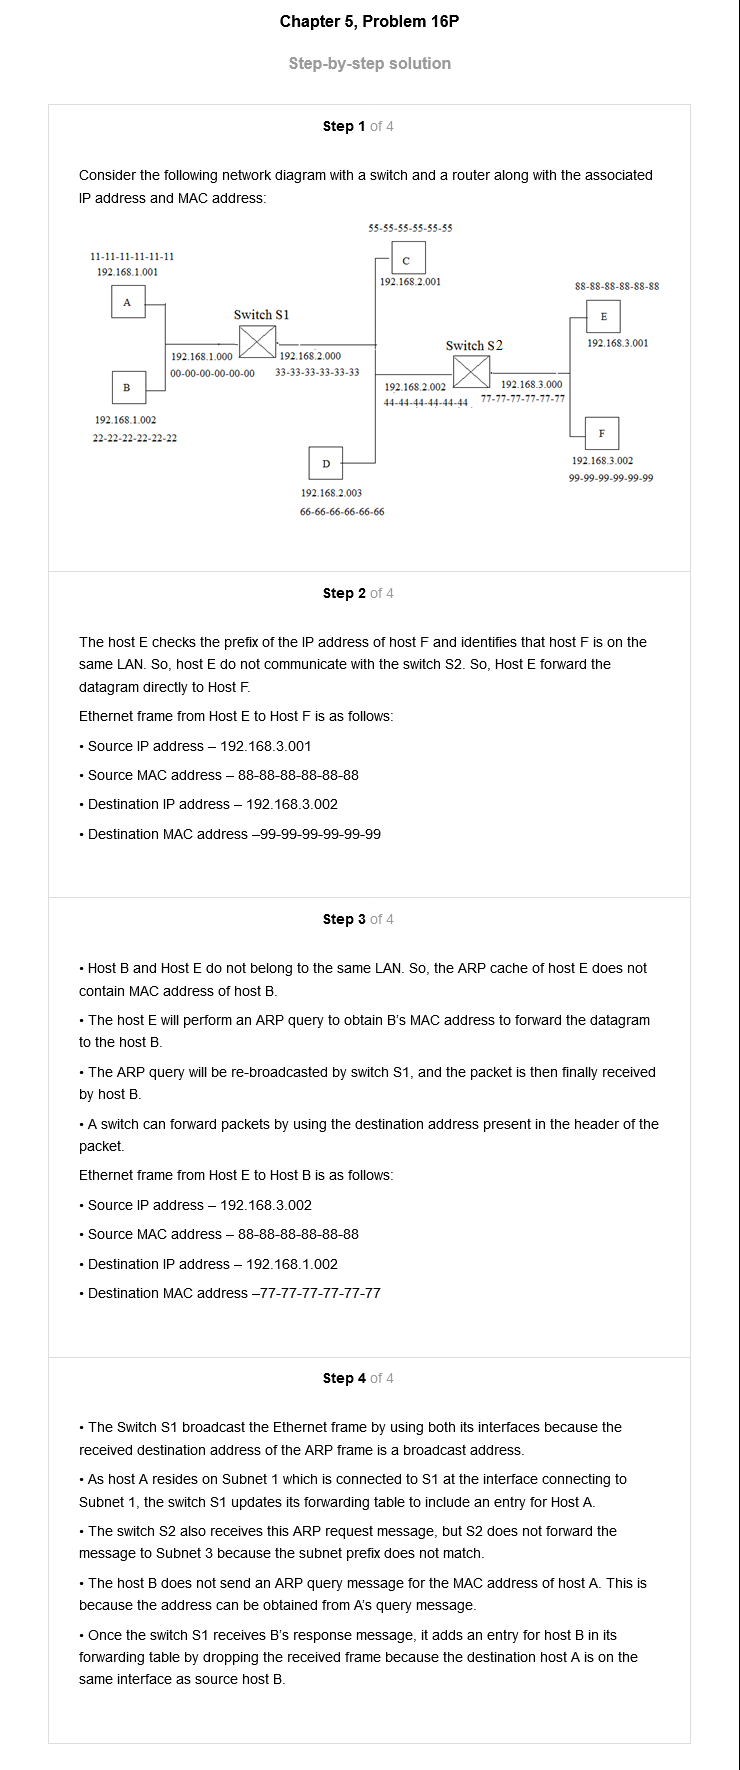 Chapter 5, Problem 16P
Step-by-step solution
Step 1 of 4
Consider the following network diagram with a switch and a router along with the associated
IP address and MAC address:
55-55-55-55-55-55
C
192.168.2.001
11-11-11-11-11-11
192.168.1.001
A
88-88-88-88-88-88
E
192.168.3.001
Switch S1
192.168.1.000
192.168.2.000
00-00-00-00-00-00
33-33-33-33-33-33
Switch S2
192.168.2.002
192.168.3.000
44-44-44-44-44-44
77-77-77-77-77-77
B
192.168.1.002
22-22-22-22-22-22
F
192.168.3.002
99-99-99-99-99-99
D
192.168.2.003
66-66-66-66-66-66
Step 2 of 4
The host E checks the prefix of the IP address of host F and identifies that host F is on the
same LAN. So, host E do not communicate with the switch S2. So, Host E forward the
datagram directly to Host F.
Ethernet frame from Host E to Host F is as follows:
• Source IP address – 192.168.3.001
• Source MAC address – 88-88-88-88-88-88
• Destination IP address – 192.168.3.002
• Destination MAC address –99-99-99-99-99-99
Step 3 of 4
• Host B and Host E do not belong to the same LAN. So, the ARP cache of host E does not
contain MAC address of host B.
• The host E will perform an ARP query to obtain B's MAC address to forward the datagram
to the host B.
• The ARP query will be re-broadcasted by switch S1, and the packet is then finally received
by host B.
• A switch can forward packets by using the destination address present in the header of the
packet.
Ethernet frame from Host E to Host B is as follows:
• Source IP address – 192.168.3.002
• Source MAC address – 88-88-88-88-88-88
• Destination IP address – 192.168.1.002
• Destination MAC address –77-77-77-77-77-77
Step 4 of 4
• The Switch S1 broadcast the Ethernet frame by using both its interfaces because the
received destination address of the ARP frame is a broadcast address.
• As host A resides on Subnet 1 which is connected to S1 at the interface connecting to
Subnet 1, the switch S1 updates its forwarding table to include an entry for Host A.
• The switch S2 also receives this ARP request message, but S2 does not forward the
message to Subnet 3 because the subnet prefix does not match.
• The host B does not send an ARP query message for the MAC address of host A. This is
because the address can be obtained from A's query message.
• Once the switch S1 receives B's response message, it adds an entry for host B in its
forwarding table by dropping the received frame because the destination host A is on the
same interface as source host B.